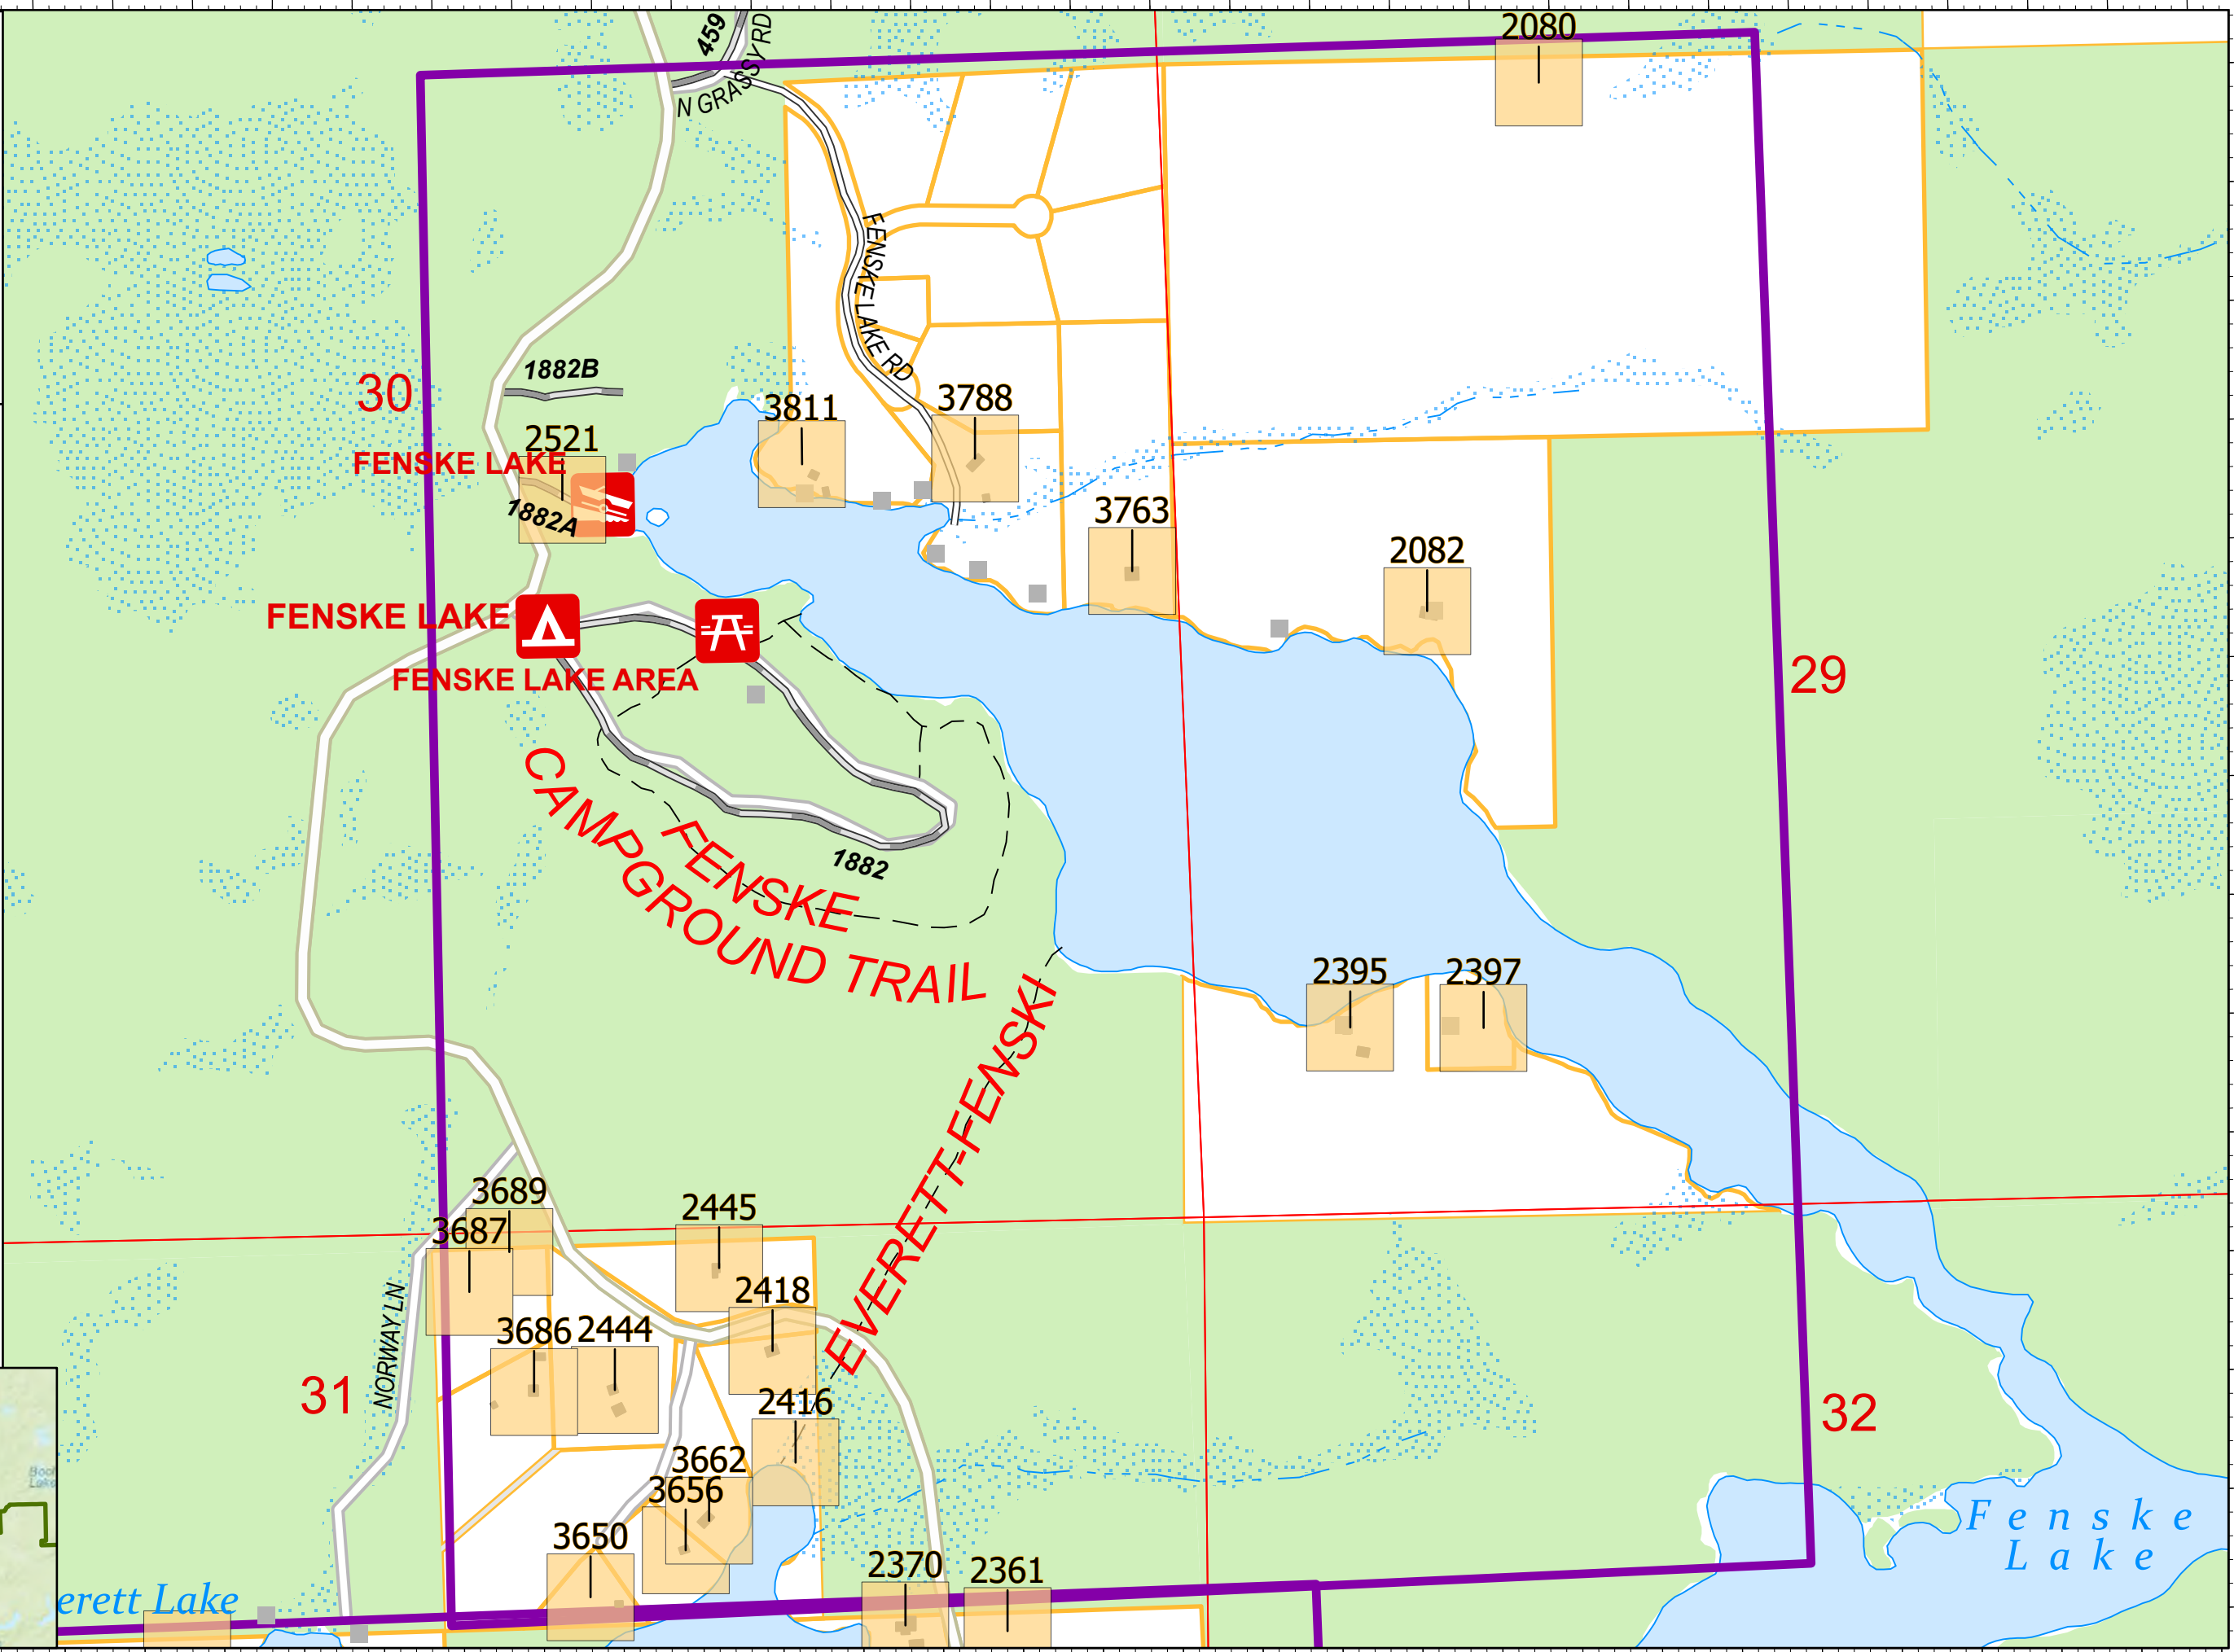 2080
459
N GRASSY RD
FENSKE LAKE RD
1882B
30
3811
3788
2521
FENSKE LAKE
1882A
3763
2082
FENSKE LAKE
FENSKE LAKE AREA
29
1882
FENSKE
CAMPGROUND TRAIL
2395
2397
EVERETT-FENSKI
3689
3687
2445
2418
3686
2444
NORWAY LN
31
32
2416
3662
3656
3650
2370
2361
Fenske
Lake
erett Lake
Lake